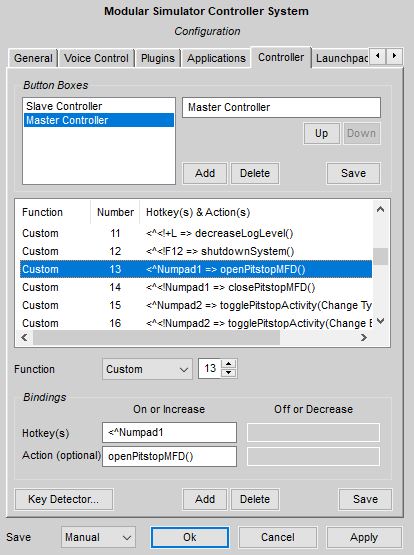 Modular Simulator Controller System
Configuration
General Voice Control Plugins Applications Controller Launchpad
Button Boxes
Slave Controller
Master Controller
Master Controller
Up Down
Add Delete Save
Function Number Hotkey(s) & Action(s)
Custom 11 <^<!+L => decreaseLogLevel()
Custom 12 <^<!F12 => shutdownSystem()
Custom 13 <^Numpad1 => openPitstopMFD()
Custom 14 <^<!Numpad1 => closePitstopMFD()
Custom 15 <^Numpad2 => togglePitstopActivity(Change Ty
Custom 16 <^<!Numpad2 => togglePitstopActivity(Change B
Function Custom 13
Bindings
On or Increase Off or Decrease
Hotkey(s) <^Numpad1
Action (optional) openPitstopMFD()
Key Detector... Add Delete Save
Save Manual Ok Cancel Apply